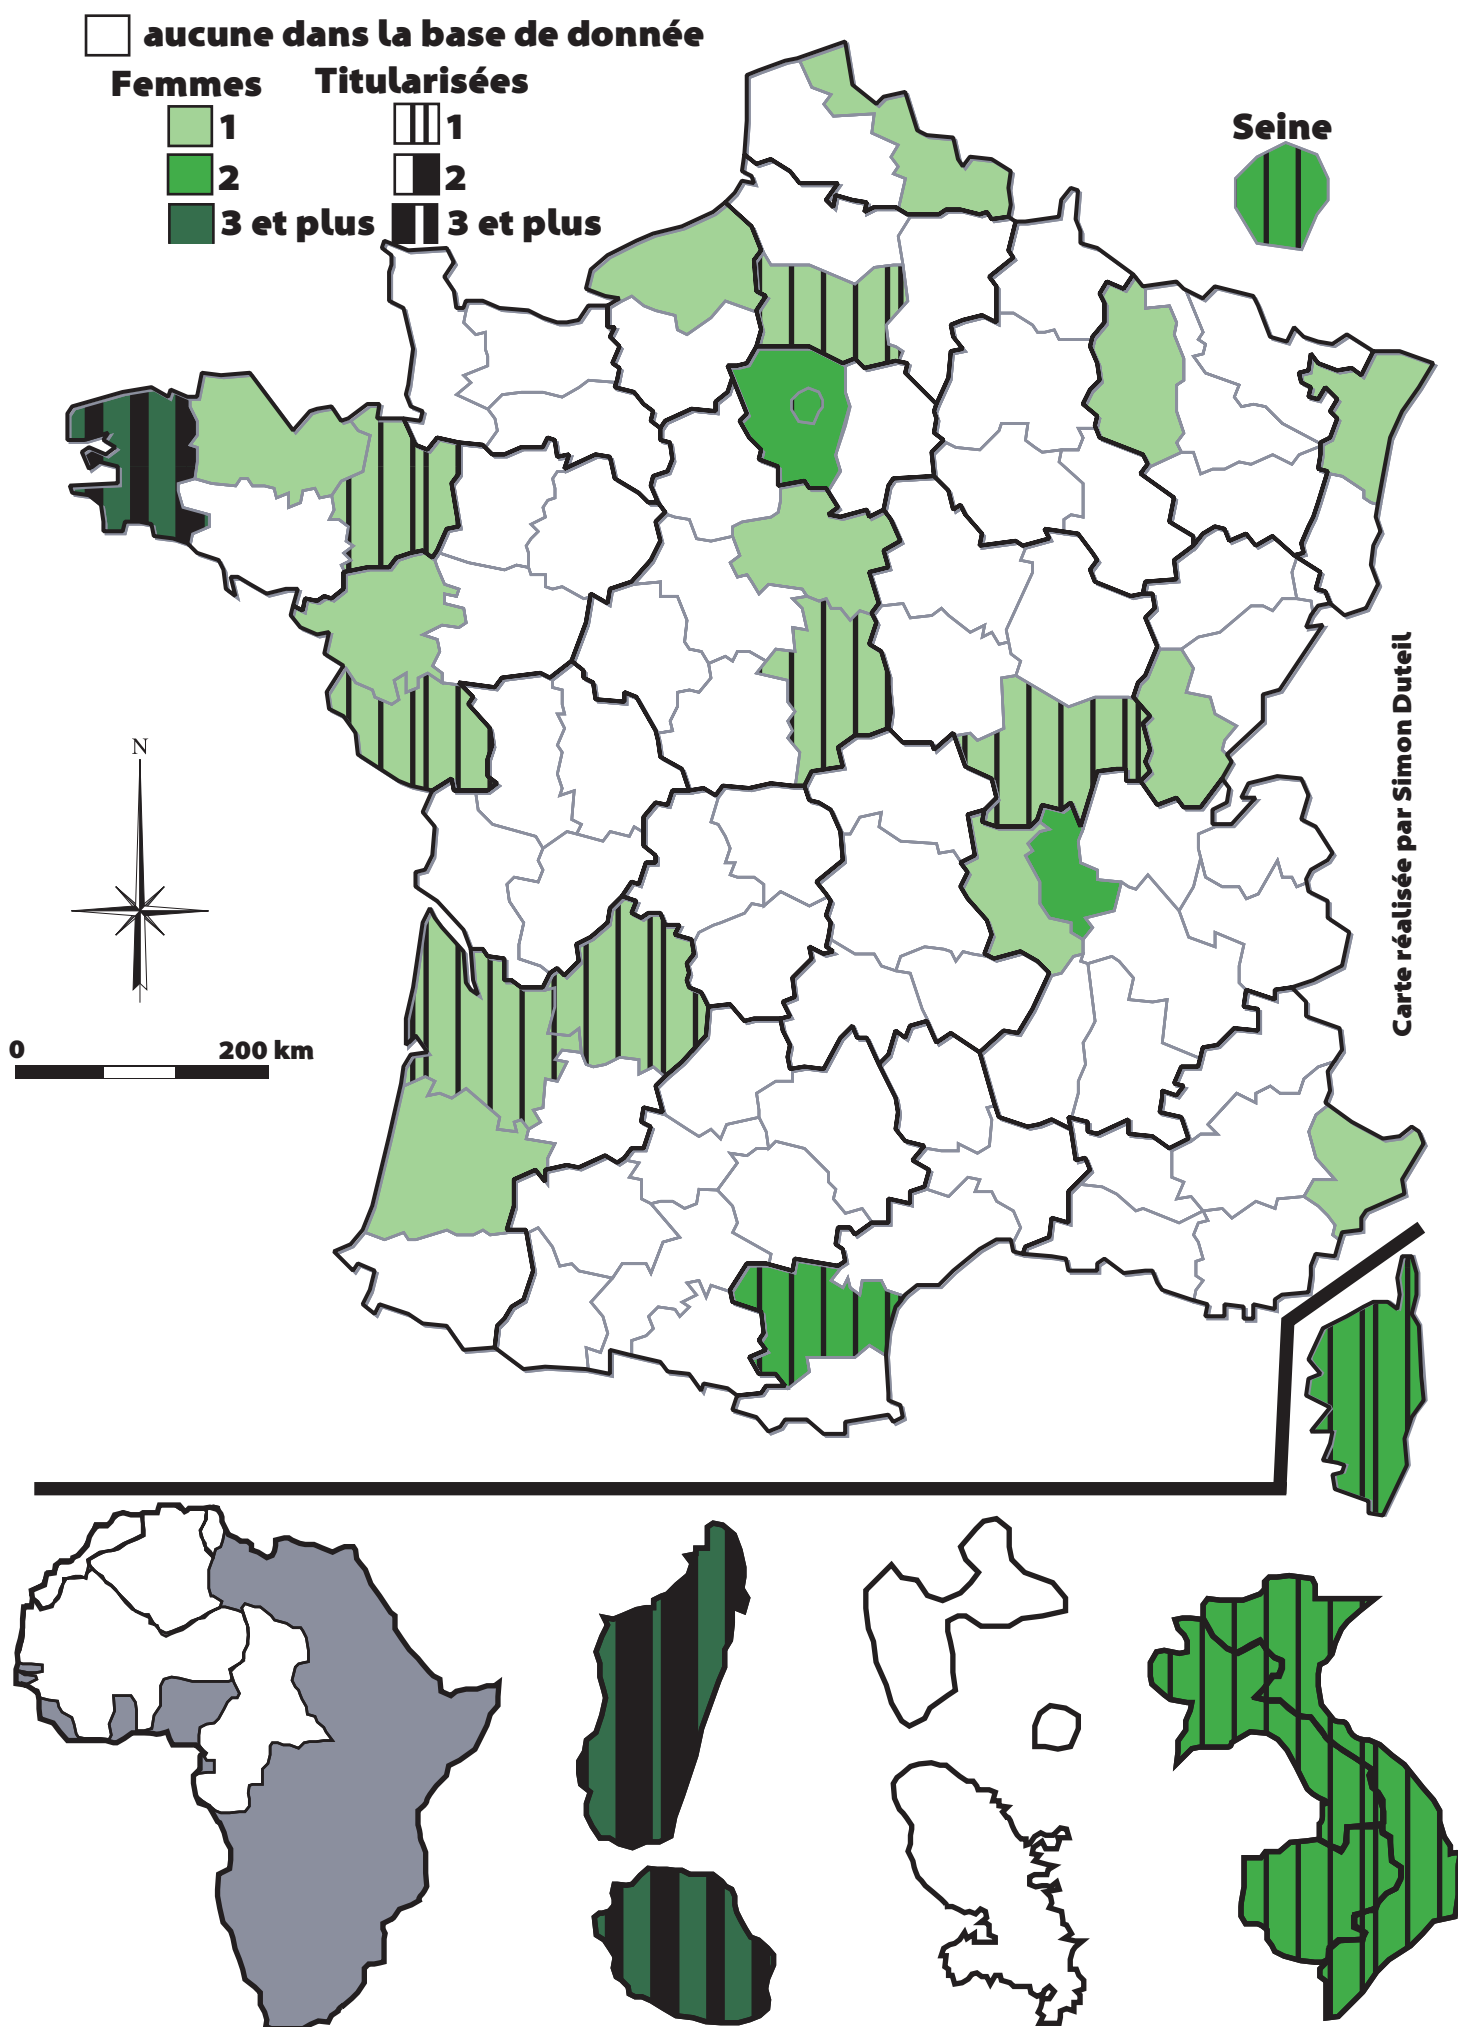 aucune dans la base de donnée
Femmes Titularisées
1 1
2 2
3 et plus 3 et plus
Seine
N
0 200 km
Carte réalisée par Simon Duteil